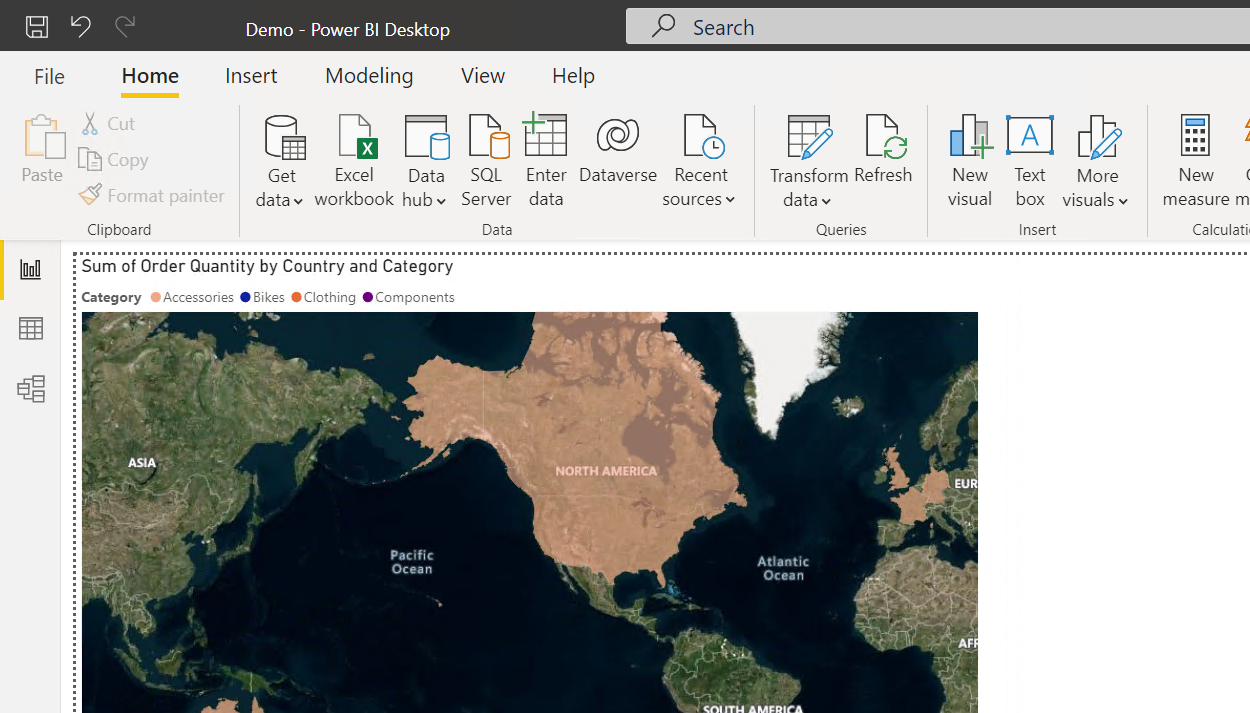 Demo - Power BI Desktop
Search
File Home Insert Modeling View Help
Paste
Cut
Copy
Format painter
Clipboard
Get data
Excel workbook
Data hub
SQL Server
Enter data
Dataverse
Recent sources
Data
Transform data
Refresh
Queries
New visual
Text box
More visuals
Insert
New measure
Sum of Order Quantity by Country and Category
Category Accessories Bikes Clothing Components
ASIA
NORTH AMERICA
EUR
Pacific
Ocean
Atlantic
Ocean
AFR
SOUTH AMERICA